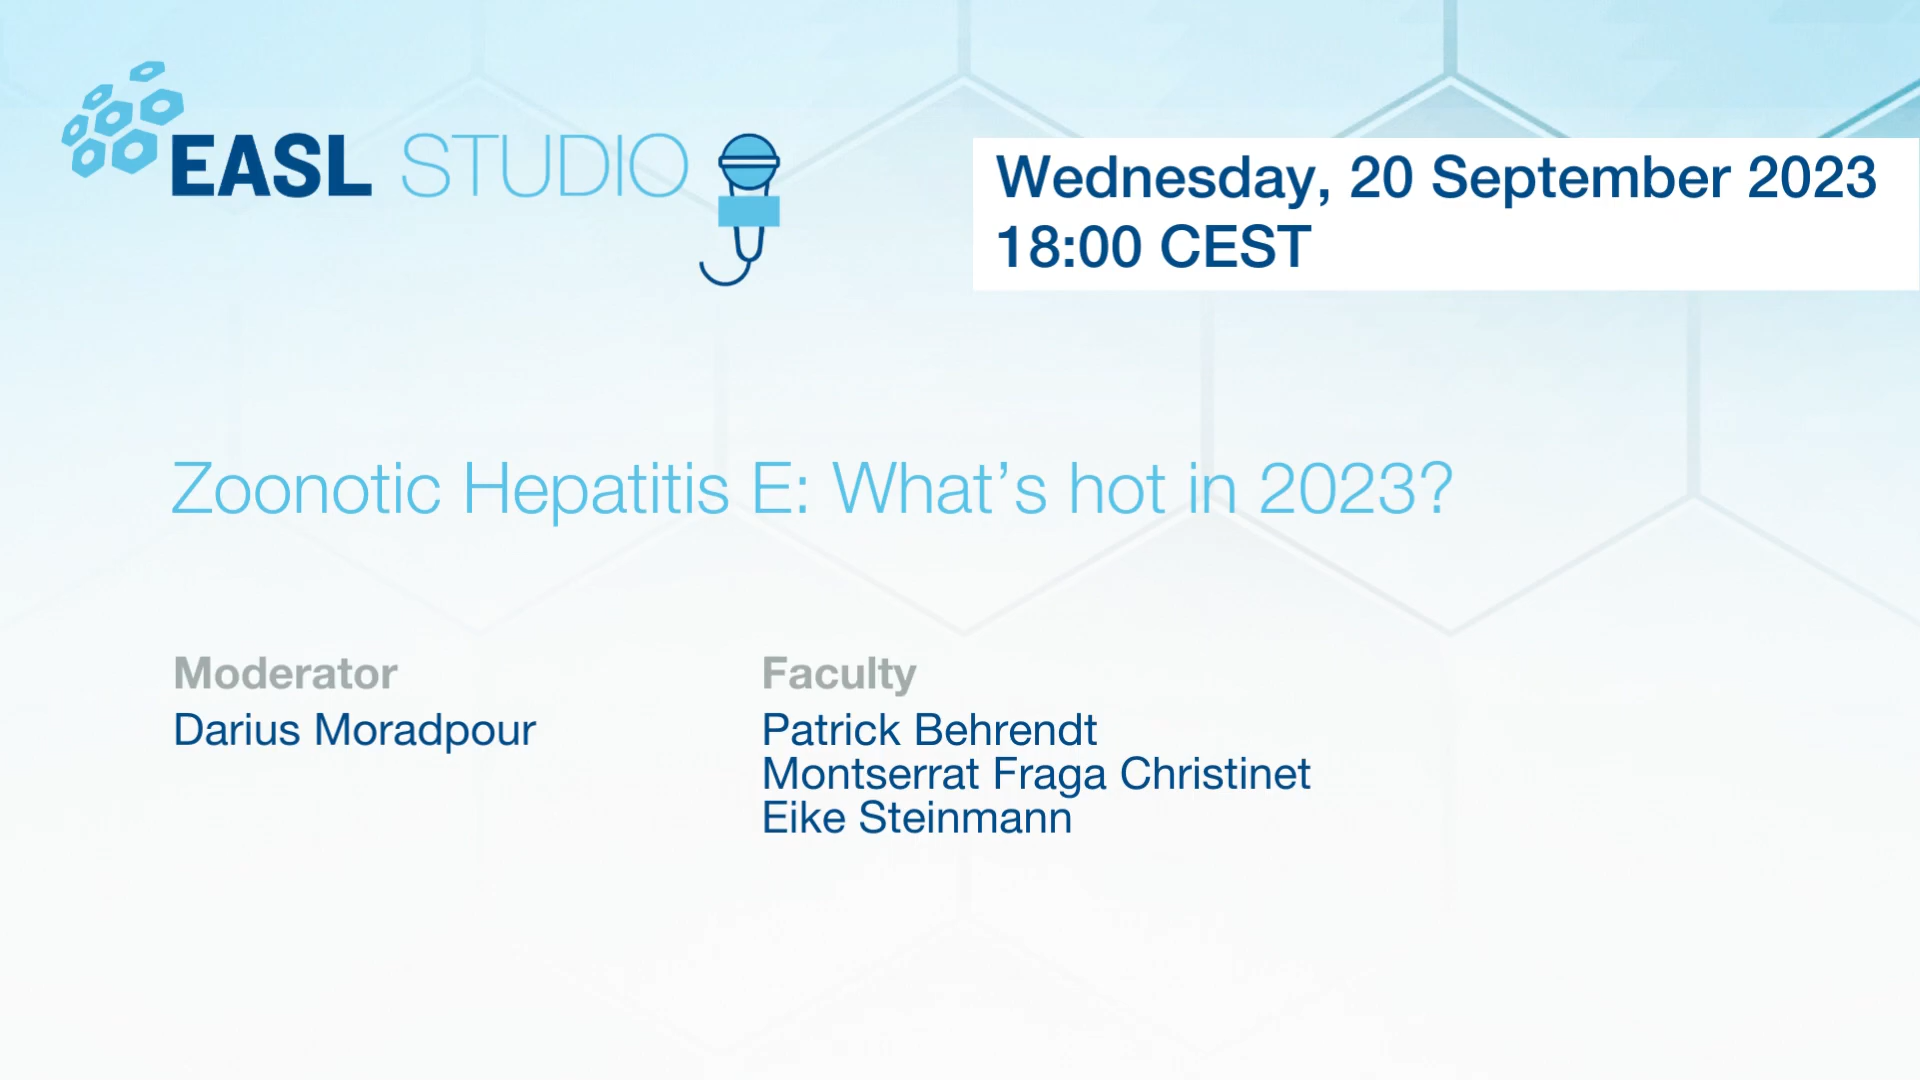 EASL STUDIO
Wednesday, 20 September 2023
18:00 CEST
Zoonotic Hepatitis E: What’s hot in 2023?
Moderator
Darius Moradpour
Faculty
Patrick Behrendt
Montserrat Fraga Christinet
Eike Steinmann